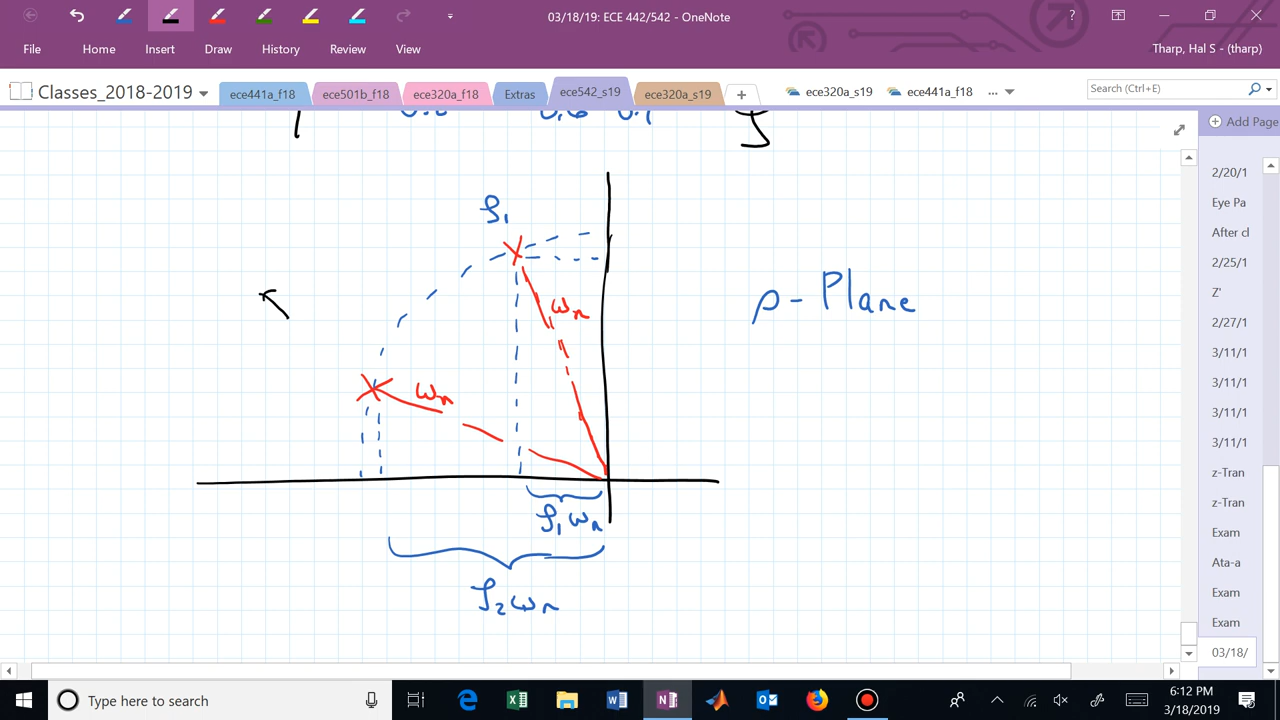 03/18/19: ECE 442/542 - OneNote
?
File Home Insert Draw History Review View
Tharp, Hal S - (tharp)
Classes_2018-2019
ece441a_f18 ece501b_f18 ece320a_f18 Extras ece542_s19 ece320a_s19 +
ece320a_s19 ece441a_f18 ...
Search (Ctrl+E)
Add Page
2/20/1
Eye Pa
After cl
2/25/1
Z'
2/27/1
3/11/1
3/11/1
3/11/1
3/11/1
z-Tran
z-Tran
Exam
Ata-a
Exam
Exam
03/18/
ζ₁
ωₙ
ωₙ
s-Plane
ζ₁ωₙ
ζ₂ωₙ
Type here to search
6:12 PM
3/18/2019